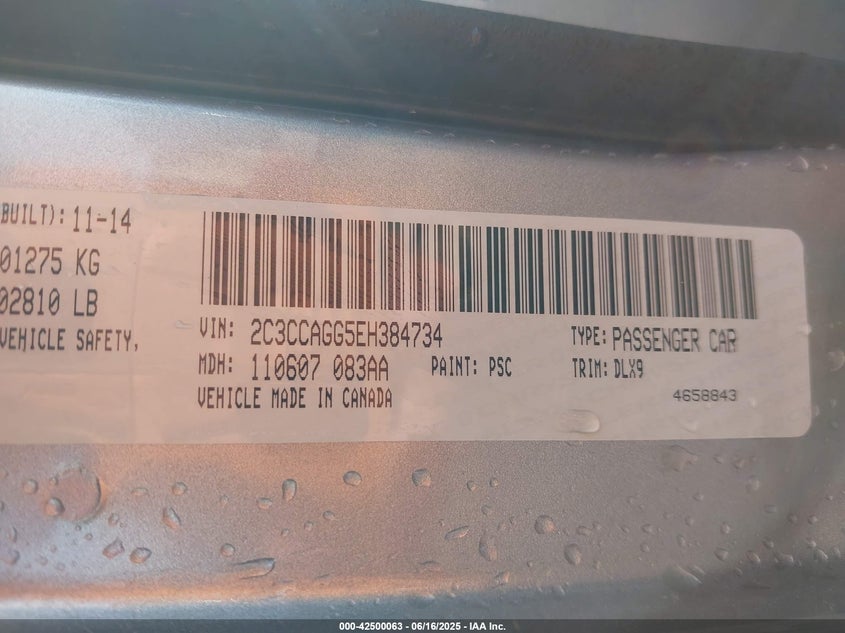 BUILT): 11-14
01275 KG
02810 LB
VEHICLE SAFETY,
VIN: 2C3CCAGG5EH384734 TYPE: PASSENGER CAR
MDH: 110607 083AA PAINT: PSC TRIM: DLX9
VEHICLE MADE IN CANADA 4658843
000-42500063 - 06/16/2025 - IAA Inc.